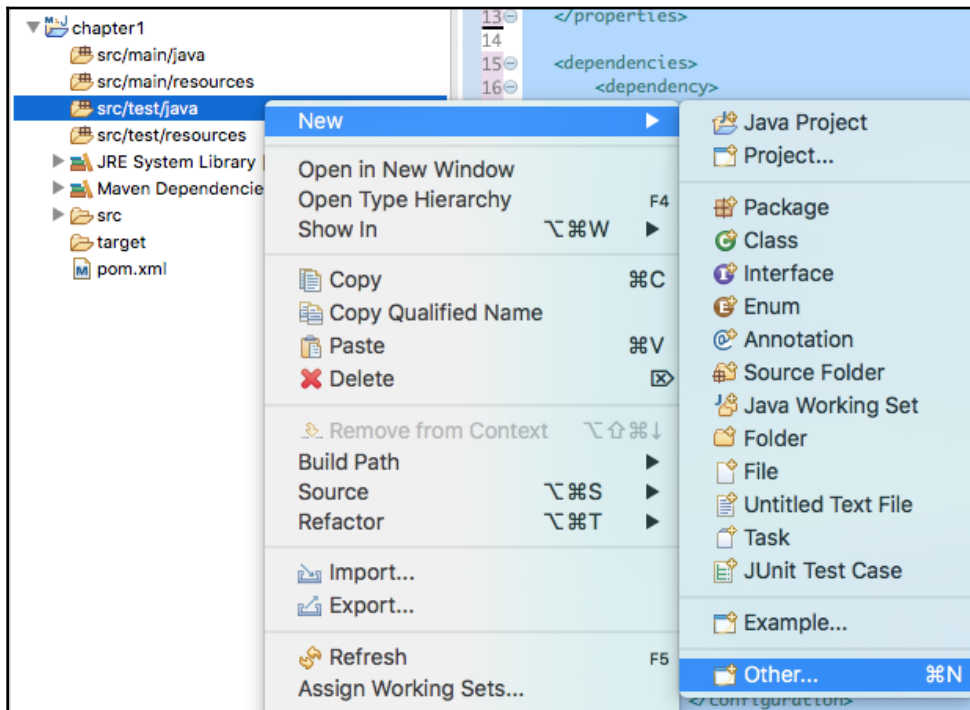 chapter1
src/main/java
src/main/resources
src/test/java
src/test/resources
JRE System Library
Maven Dependencie
src
target
pom.xml
13 </properties>
14
15 <dependencies>
16 <dependency>
New
Open in New Window
Open Type Hierarchy F4
Show In ⌥⌘W
Copy ⌘C
Copy Qualified Name
Paste ⌘V
Delete ⌦
Remove from Context ⌥⇧⌘↓
Build Path
Source ⌥⌘S
Refactor ⌥⌘T
Import...
Export...
Refresh F5
Assign Working Sets...
Java Project
Project...
Package
Class
Interface
Enum
Annotation
Source Folder
Java Working Set
Folder
File
Untitled Text File
Task
JUnit Test Case
Example...
Other... ⌘N
</configuration>